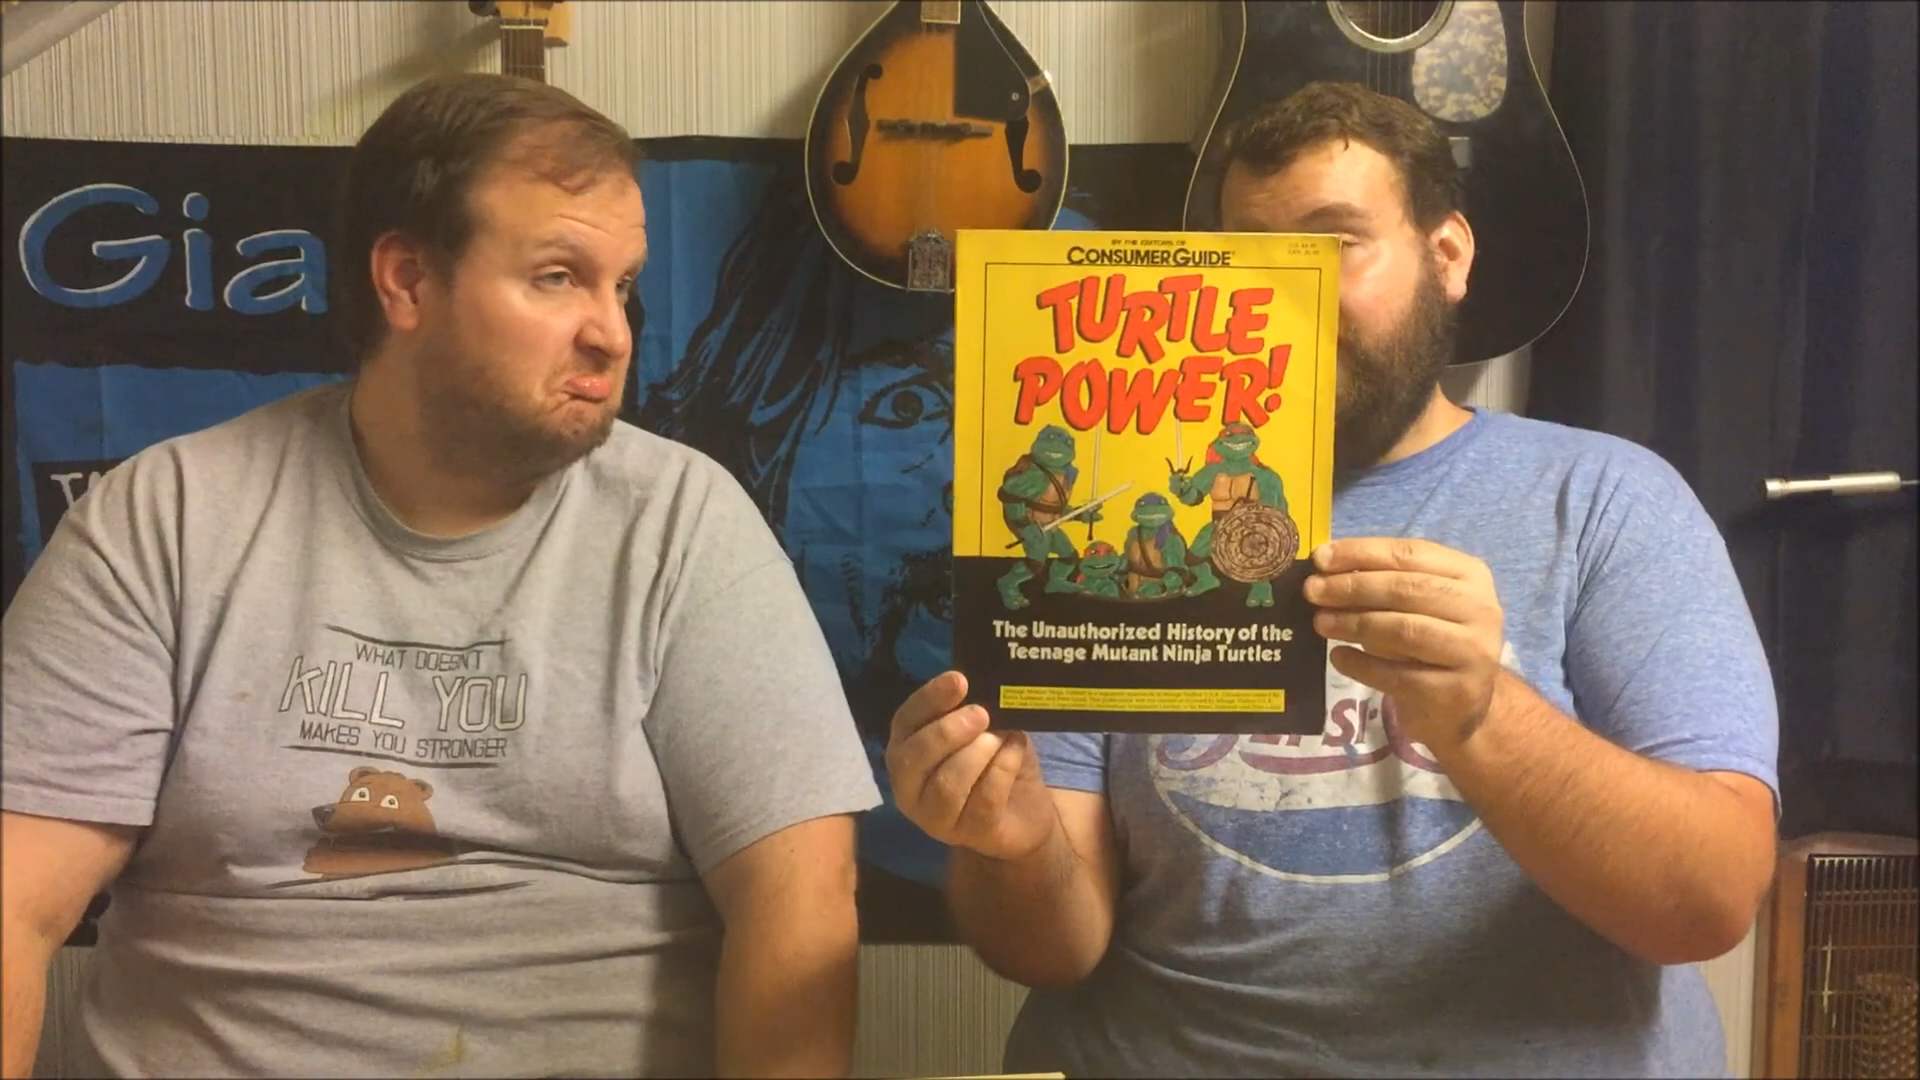 Gia
BY THE EDITORS OF
CONSUMER GUIDE
TURTLE
POWER!
The Unauthorized History of the
Teenage Mutant Ninja Turtles
WHAT DOESN'T
KILL YOU
MAKES YOU STRONGER